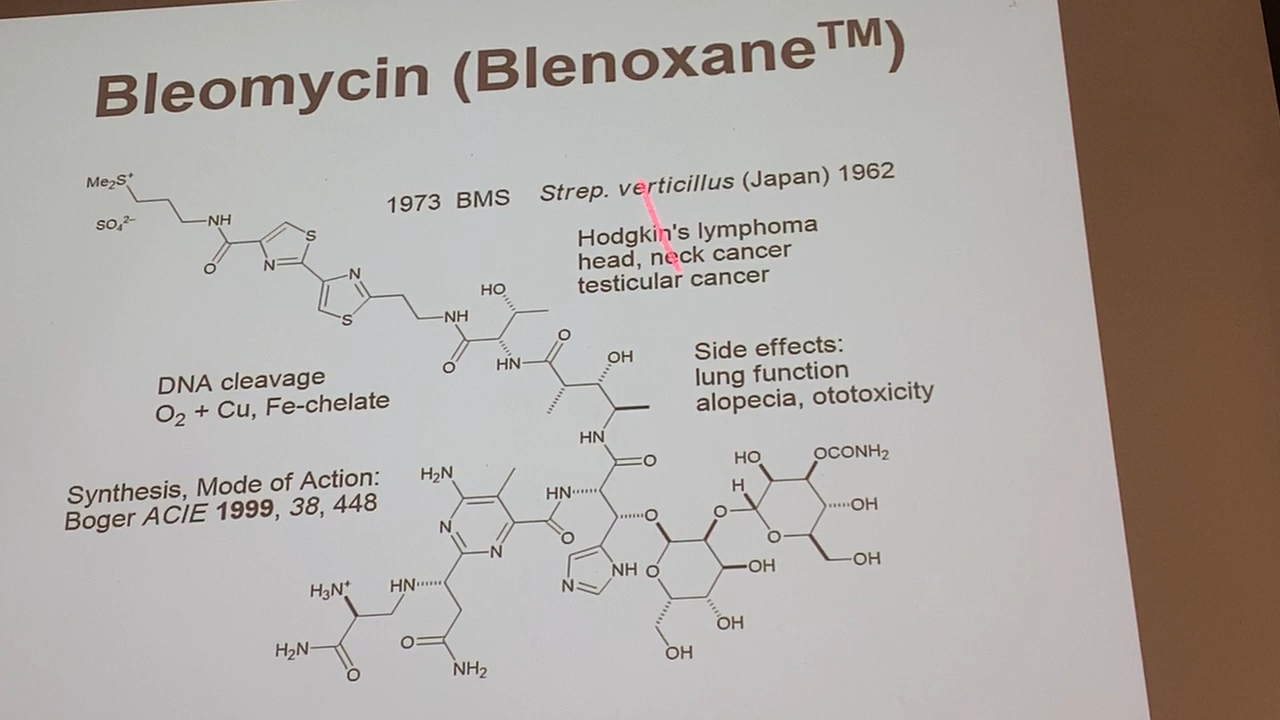 Bleomycin (Blenoxane™)
1973 BMS Strep. verticillus (Japan) 1962
Hodgkin's lymphoma
head, neck cancer
testicular cancer
Me₂S⁺
SO₄²⁻
NH
O
S
N
N
S
NH
HO
O
HN
O
OH
DNA cleavage
O₂ + Cu, Fe-chelate
Side effects:
lung function
alopecia, ototoxicity
HN
O
Synthesis, Mode of Action:
Boger ACIE 1999, 38, 448
H₂N
N
N
HN
O
O
HO
OCONH₂
H
O
OH
O
OH
N
NH
O
OH
OH
OH
H₃N⁺
HN
H₂N
O
O
NH₂